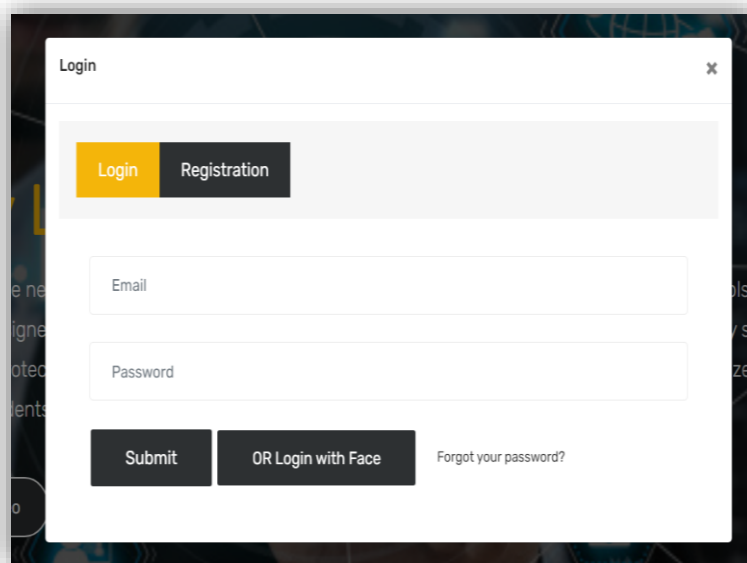 Login
×
Login Registration
Email
Password
Submit OR Login with Face Forgot your password?